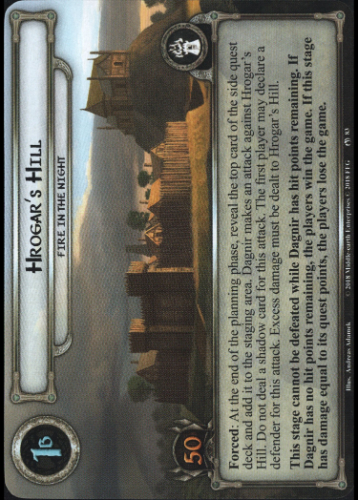 1B
HROGAR'S HILL
FIRE IN THE NIGHT
50
Forced: At the end of the planning phase, reveal the top card of the side quest
deck and add it to the staging area. Dagnir makes an attack against Hrogar's
Hill. Do not deal a shadow card for this attack. The first player may declare a
defender for this attack. Excess damage must be dealt to Hrogar's Hill.
This stage cannot be defeated while Dagnir has hit points remaining. If
Dagnir has no hit points remaining, the players win the game. If this stage
has damage equal to its quest points, the players lose the game.
Illus. Andreas Adamek © 2018 Middle-earth Enterprises © 2018 FFG 83